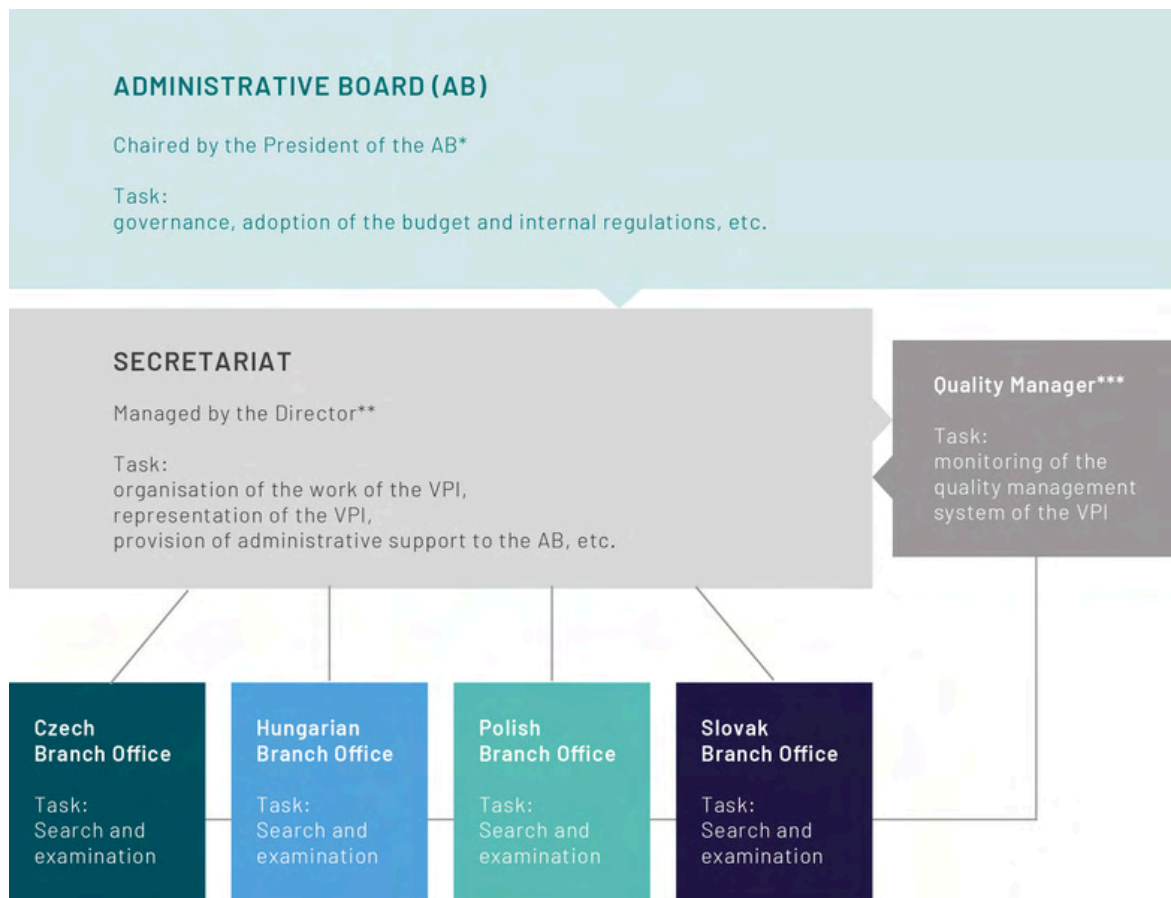 ADMINISTRATIVE BOARD (AB)
Chaired by the President of the AB*
Task:
governance, adoption of the budget and internal regulations, etc.
SECRETARIAT
Managed by the Director**
Task:
organisation of the work of the VPI,
representation of the VPI,
provision of administrative support to the AB, etc.
Quality Manager***
Task:
monitoring of the
quality management
system of the VPI
Czech
Branch Office
Task:
Search and
examination
Hungarian
Branch Office
Task:
Search and
examination
Polish
Branch Office
Task:
Search and
examination
Slovak
Branch Office
Task:
Search and
examination